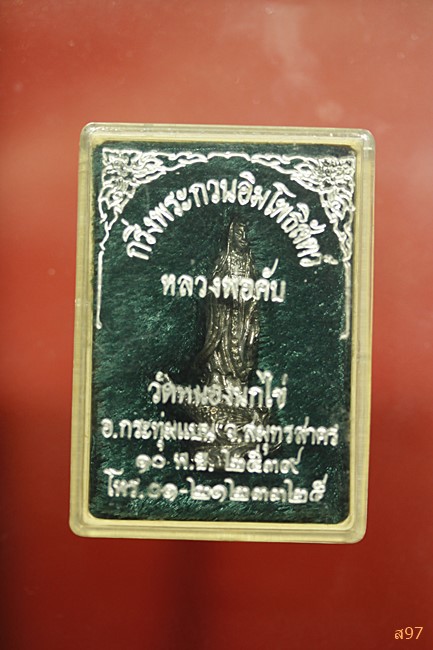 กริ่งพระกวนอิมโพธิสัตว์
หลวงพ่อคับ
วัดหนองนกไข่
อ.กระทุ่มแบน จ.สมุทรสาคร
๑๐ พ.ย. ๒๕๓๙
โทร. ๐๑-๒๑๒๓๓๒๕
ส97